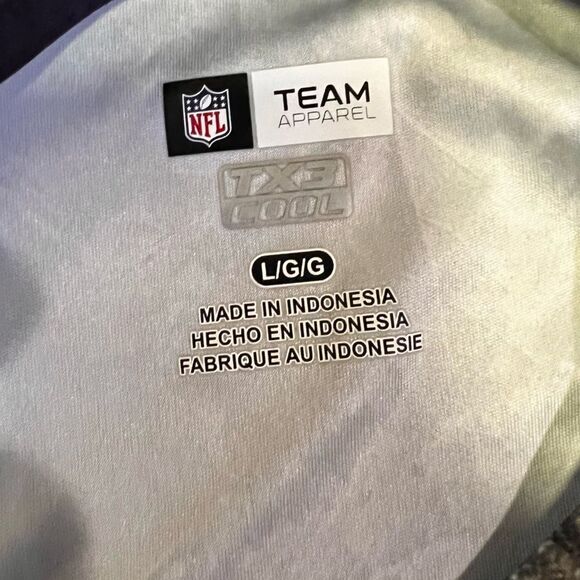 NFL
TEAM
APPAREL
TX3
COOL
L/G/G
MADE IN INDONESIA
HECHO EN INDONESIA
FABRIQUE AU INDONESIE